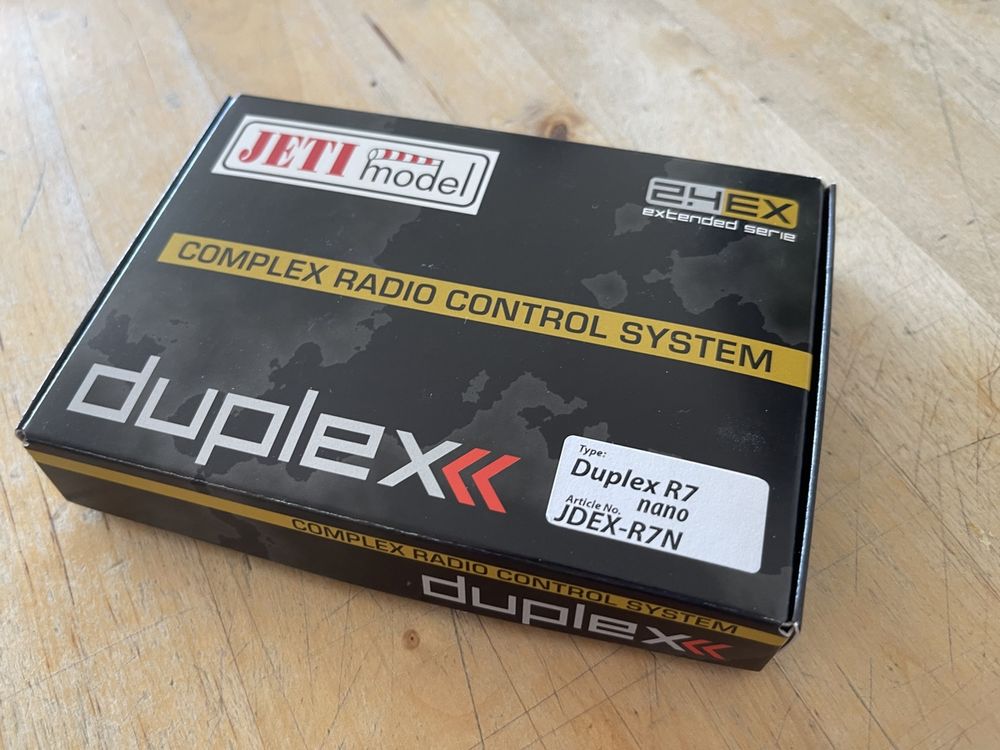 JETI model
2.4EX
extended serie
COMPLEX RADIO CONTROL SYSTEM
duplex
Type:
Duplex R7
nano
Article No.
JDEX-R7N
COMPLEX RADIO CONTROL SYSTEM
duplex